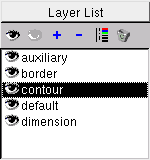 Layer List
auxiliary
border
contour
default
dimension